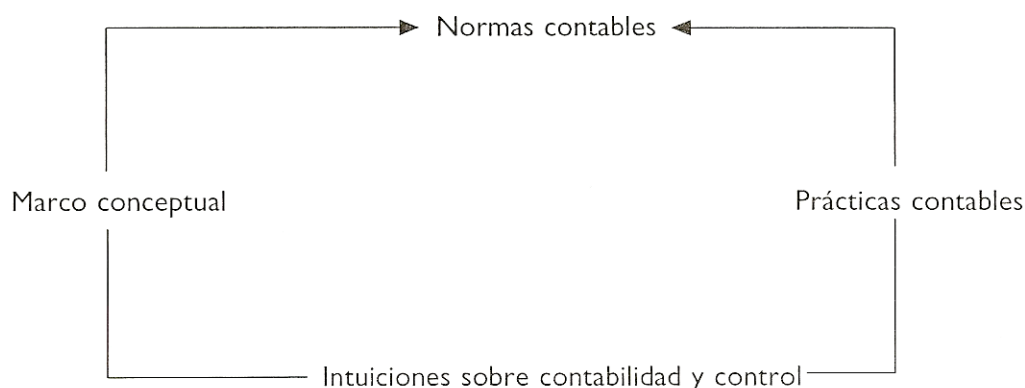 Normas contables
Marco conceptual
Prácticas contables
Intuiciones sobre contabilidad y control